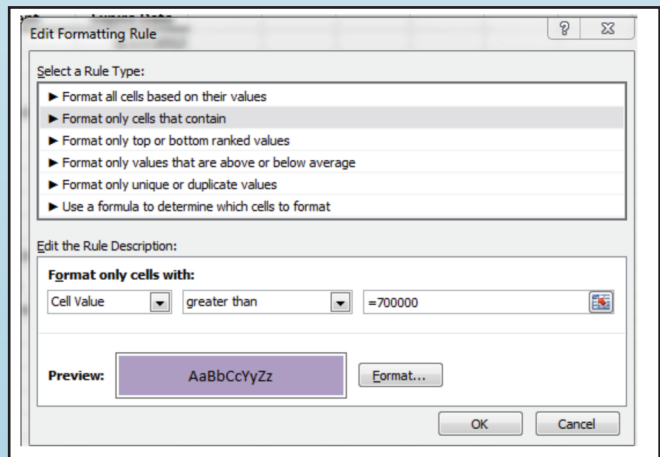 Edit Formatting Rule
Select a Rule Type:
► Format all cells based on their values
► Format only cells that contain
► Format only top or bottom ranked values
► Format only values that are above or below average
► Format only unique or duplicate values
► Use a formula to determine which cells to format
Edit the Rule Description:
Format only cells with:
Cell Value greater than =700000
Preview: AaBbCcYyZz Format...
OK Cancel